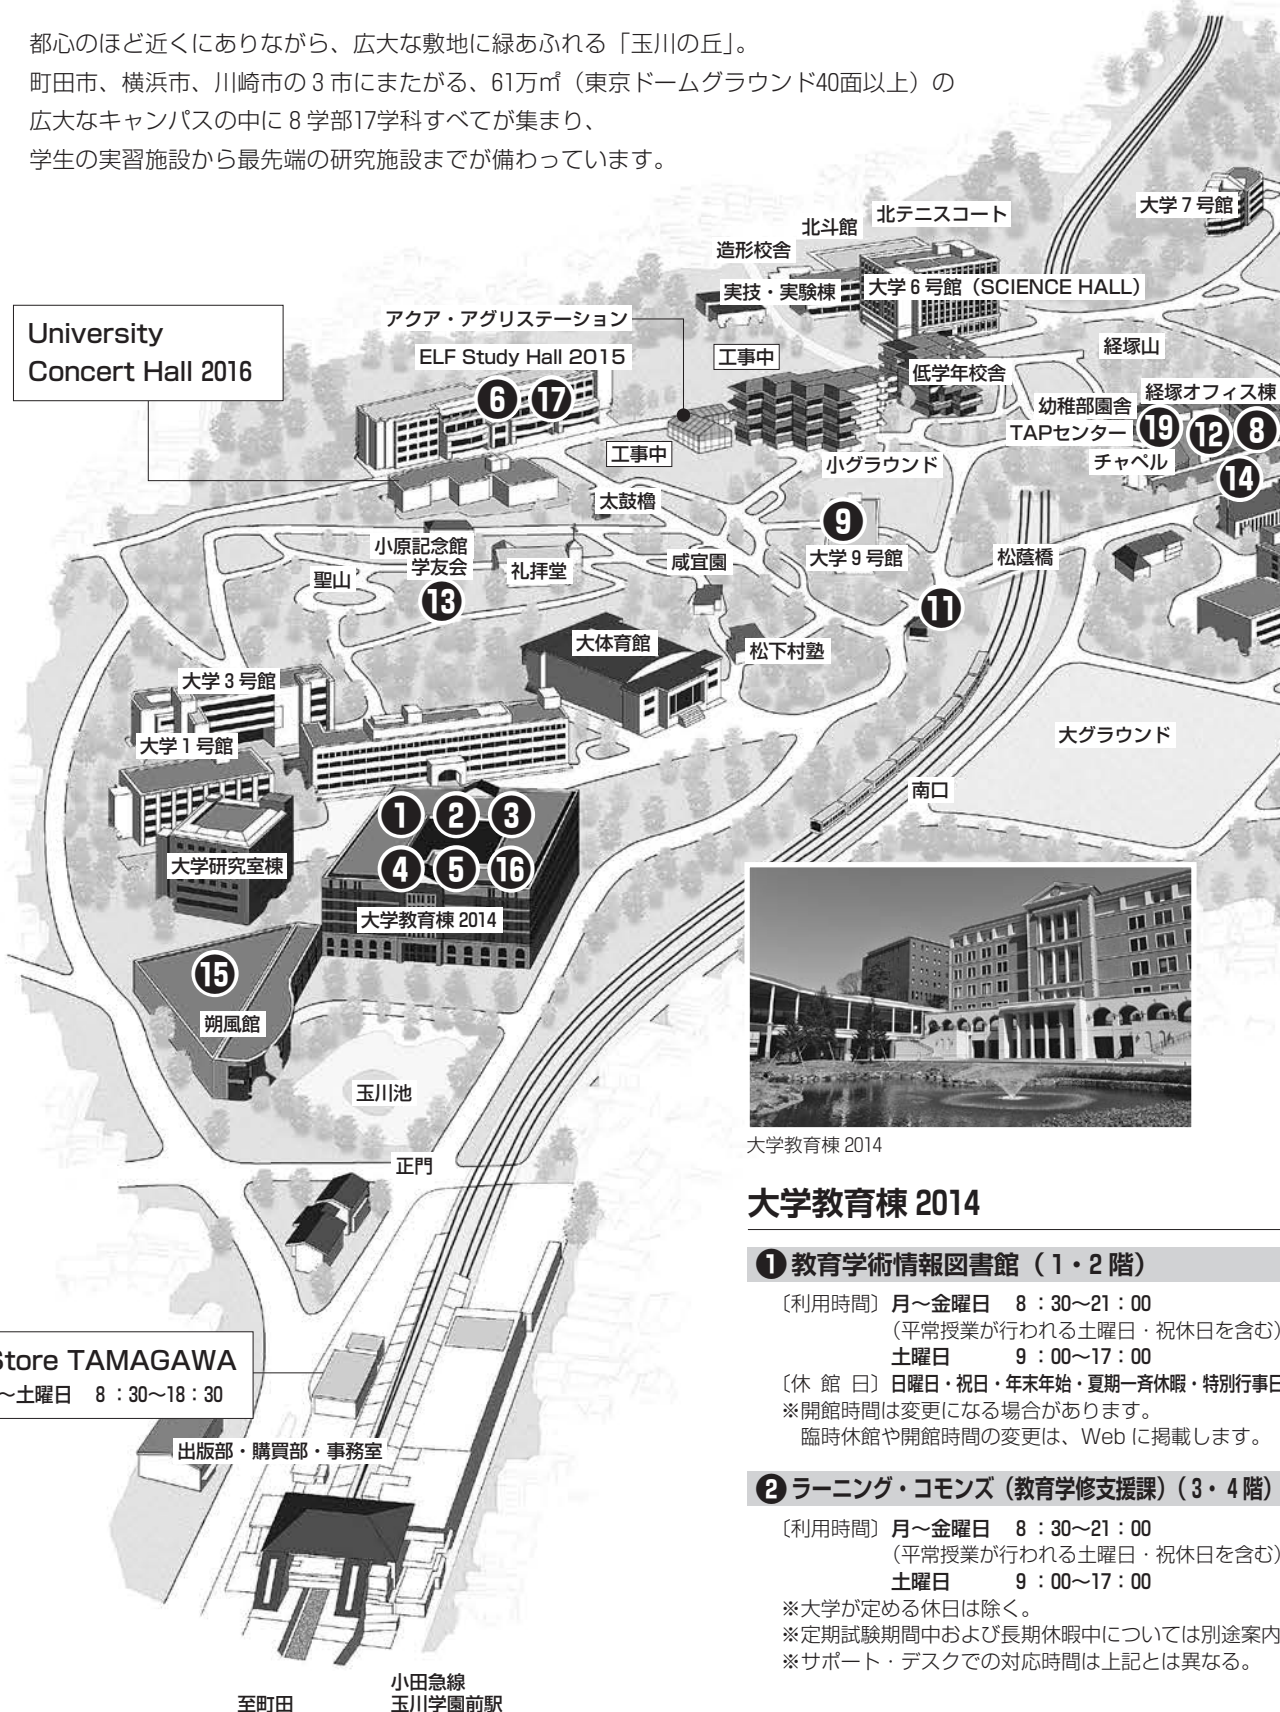 都心のほど近くにありながら、広大な敷地に緑あふれる「玉川の丘」。
町田市、横浜市、川崎市の3市にまたがる、61万㎡（東京ドームグラウンド40面以上）の
広大なキャンパスの中に8学部17学科すべてが集まり、
学生の実習施設から最先端の研究施設までが備わっています。
大学7号館
北テニスコート
北斗館
造形校舎
実技・実験棟
大学6号館（SCIENCE HALL）
University
Concert Hall 2016
アクア・アグリステーション
ELF Study Hall 2015
工事中
経塚山
低学年校舎
❻ ⓱
幼稚部園舎
経塚オフィス棟
TAPセンター
⓳ ⓬ ❽
チャペル
⓮
工事中
小グラウンド
太鼓櫓
❾
大学9号館
小原記念館
学友会
⓭
礼拝堂
咸宜園
松蔭橋
聖山
⓫
大体育館
松下村塾
大学3号館
大学1号館
大グラウンド
南口
❶ ❷ ❸
❹ ❺ ⓰
大学研究室棟
大学教育棟 2014
⓯
朔風館
玉川池
正門
大学教育棟 2014
大学教育棟 2014
❶ 教育学術情報図書館（1・2階）
〔利用時間〕月〜金曜日 8：30〜21：00
（平常授業が行われる土曜日・祝休日を含む）
土曜日 9：00〜17：00
〔休 館 日〕日曜日・祝日・年末年始・夏期一斉休暇・特別行事日
※開館時間は変更になる場合があります。
臨時休館や開館時間の変更は、Web に掲載します。
❷ ラーニング・コモンズ（教育学修支援課）（3・4階）
〔利用時間〕月〜金曜日 8：30〜21：00
（平常授業が行われる土曜日・祝休日を含む）
土曜日 9：00〜17：00
※大学が定める休日は除く。
※定期試験期間中および長期休暇中については別途案内
※サポート・デスクでの対応時間は上記とは異なる。
Store TAMAGAWA
〜土曜日 8：30〜18：30
出版部・購買部・事務室
至町田
小田急線
玉川学園前駅